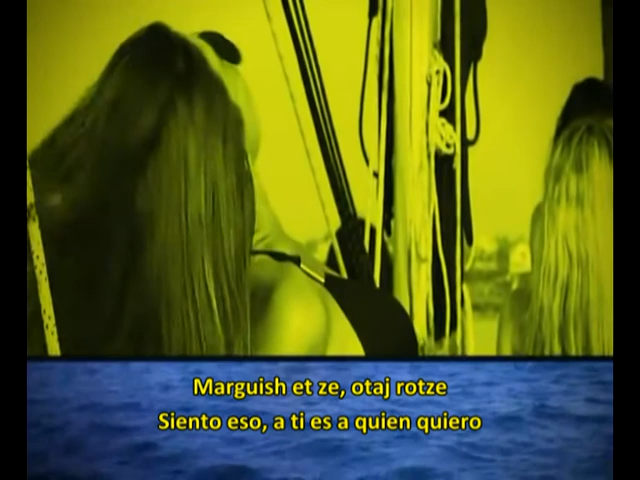 Marguish et ze, otaj rotze
Siento eso, a ti es a quien quiero